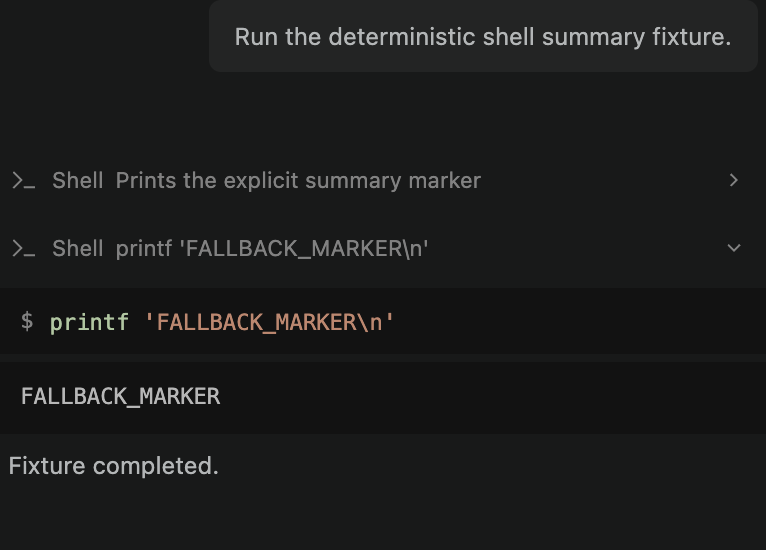 Run the deterministic shell summary fixture.
>_ Shell Prints the explicit summary marker
>_ Shell printf 'FALLBACK_MARKER\n'
$ printf 'FALLBACK_MARKER\n'
FALLBACK_MARKER
Fixture completed.